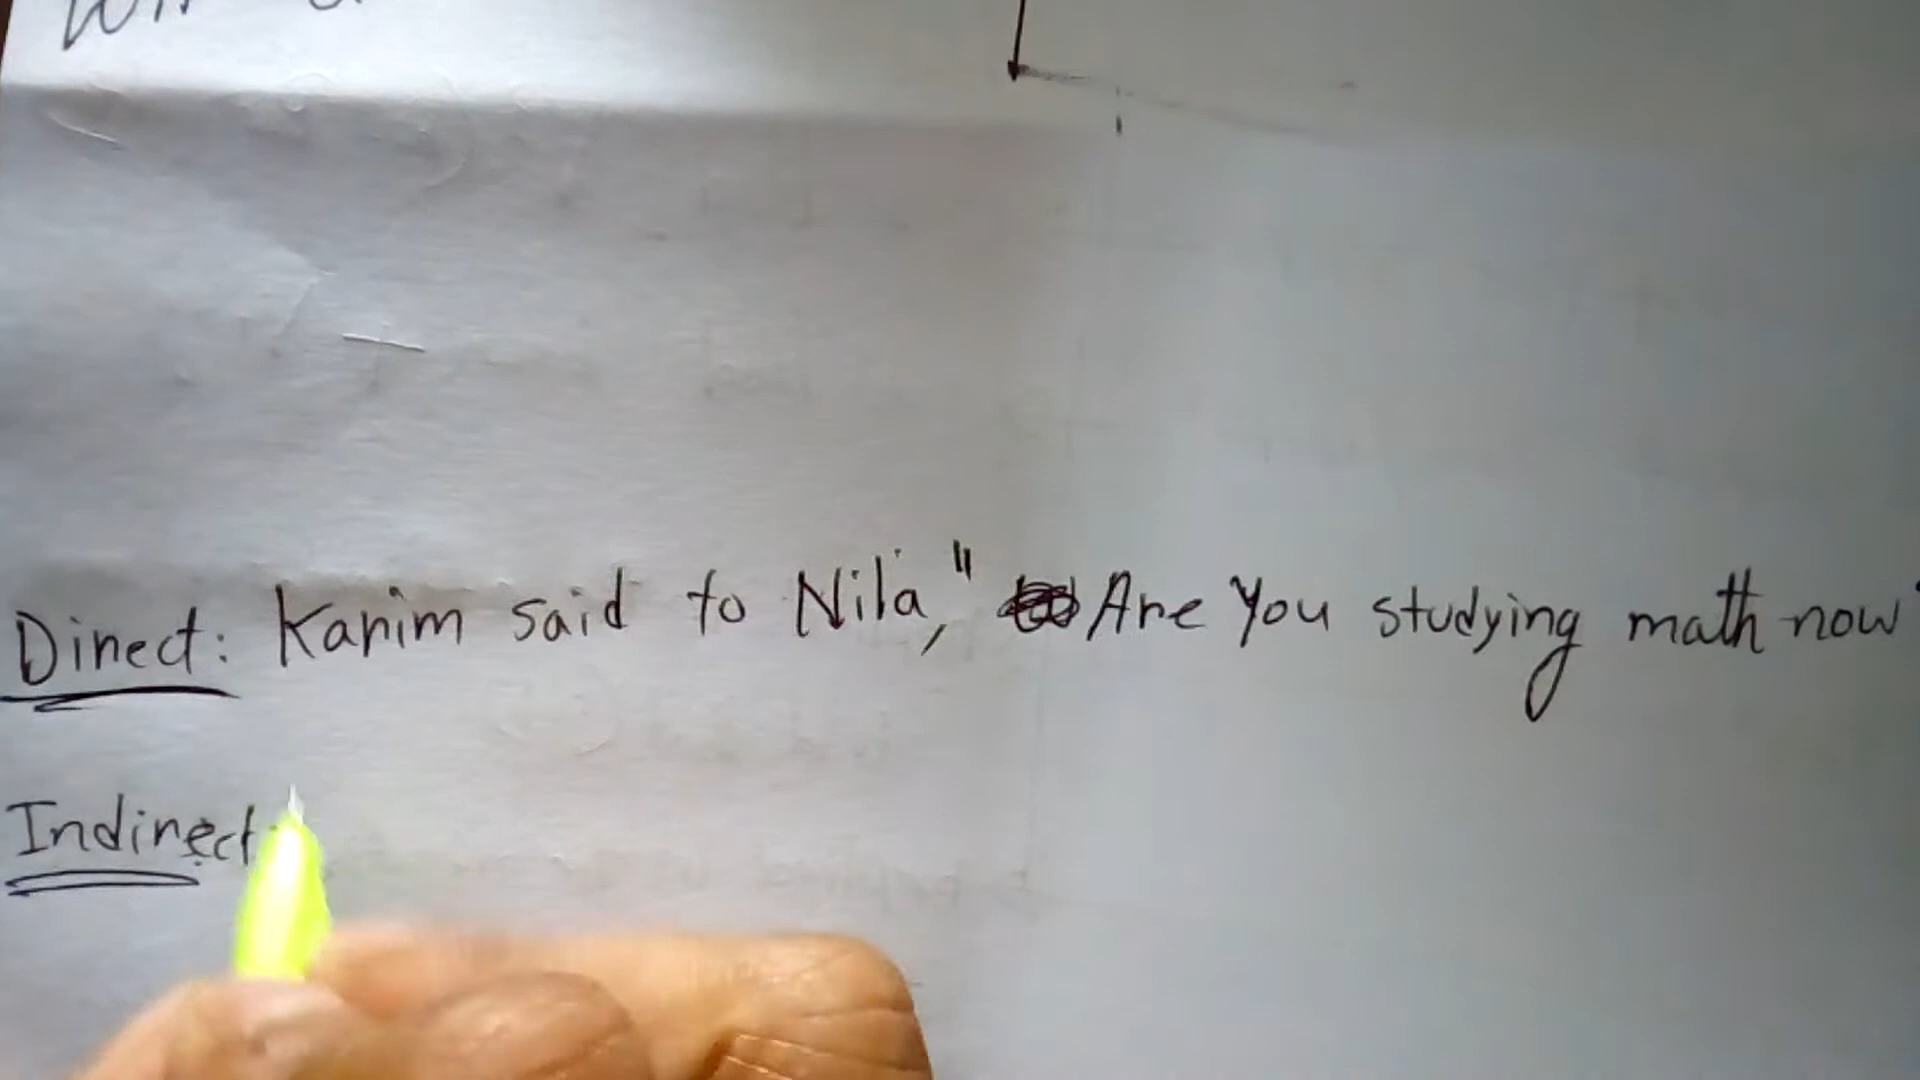 Direct: Karim said to Nila," Are You studying math now"
Indirect: